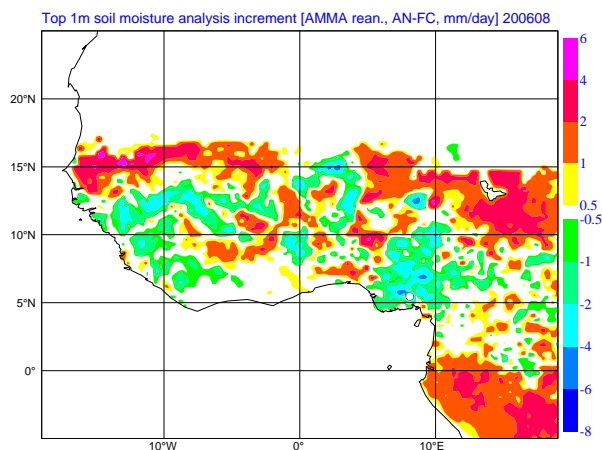 Top 1m soil moisture analysis increment [AMMA rean., AN-FC, mm/day] 200608
6
4
2
1
0.5
-0.5
-1
-2
-4
-6
-8
20°N
15°N
10°N
5°N
0°
10°W
0°
10°E